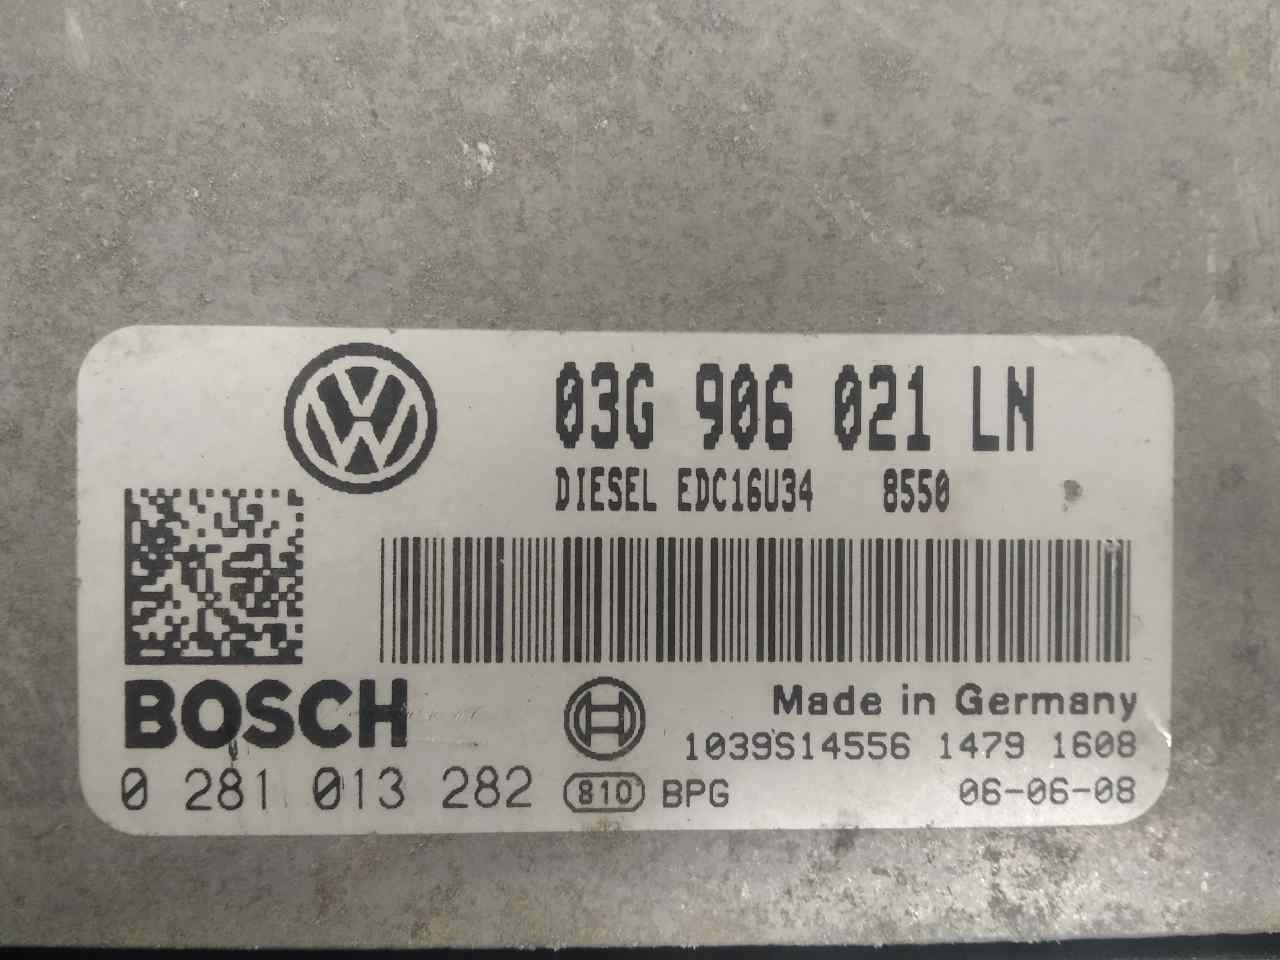 03G 906 021 LN
DIESEL EDC16U34 8550
BOSCH
Made in Germany
1039S14556 1479 1608
0 281 013 282 810 BPG 06-06-08